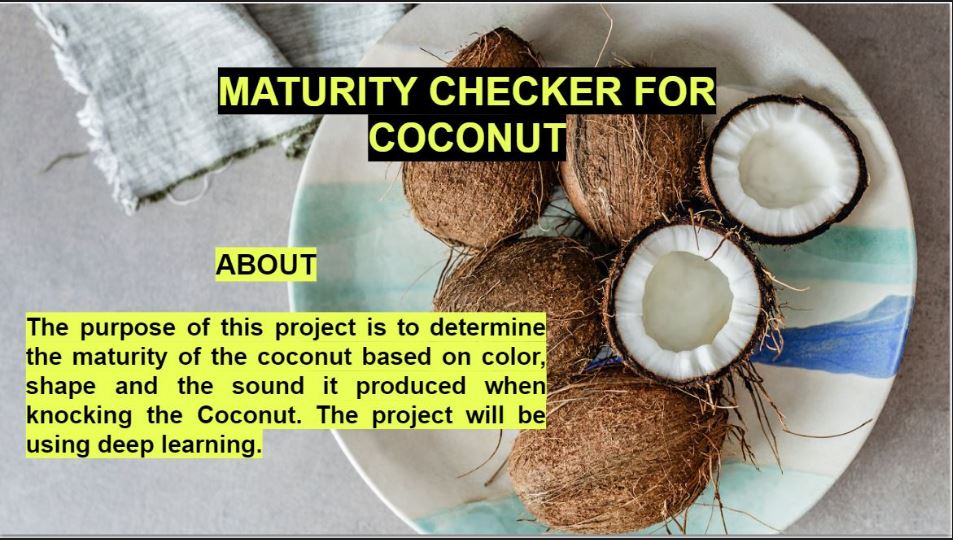 MATURITY CHECKER FOR
COCONUT
ABOUT
The purpose of this project is to determine
the maturity of the coconut based on color,
shape and the sound it produced when
knocking the Coconut. The project will be
using deep learning.